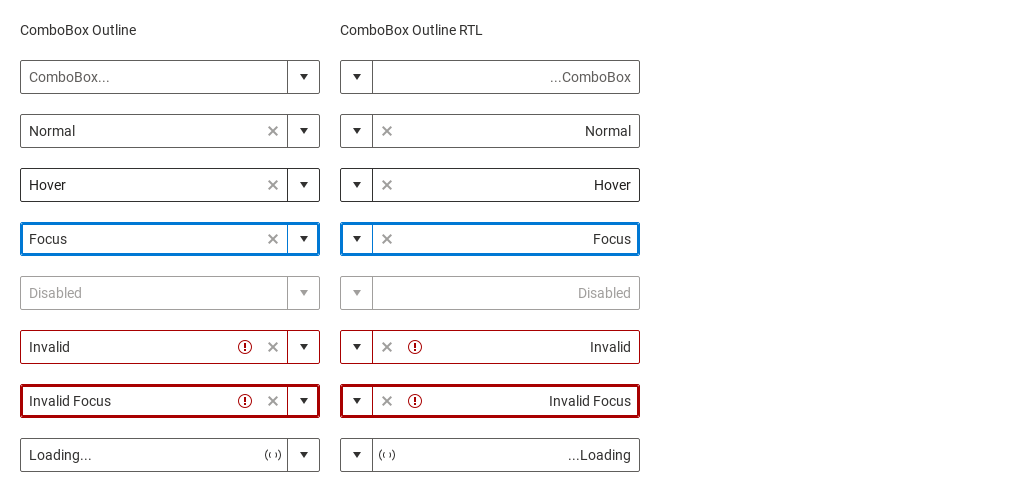 ComboBox Outline
ComboBox Outline RTL
ComboBox...
...ComboBox
Normal
Normal
Hover
Hover
Focus
Focus
Disabled
Disabled
Invalid
Invalid
Invalid Focus
Invalid Focus
Loading...
...Loading